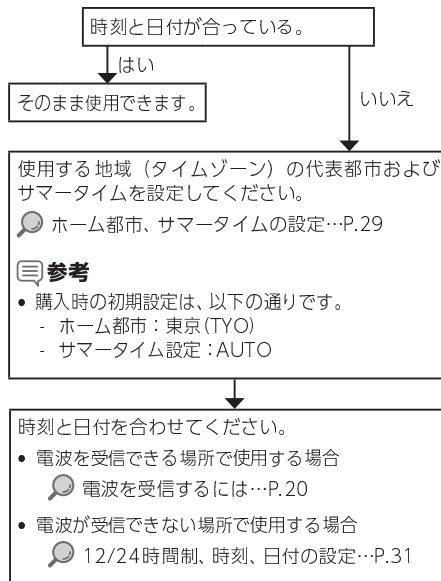 時刻と日付が合っている。
はい
いいえ
そのまま使用できます。
使用する地域（タイムゾーン）の代表都市および
サマータイムを設定してください。
ホーム都市、サマータイムの設定…P.29
参考
• 購入時の初期設定は、以下の通りです。
- ホーム都市：東京(TYO)
- サマータイム設定：AUTO
時刻と日付を合わせてください。
• 電波を受信できる場所で使用する場合
電波を受信するには…P.20
• 電波が受信できない場所で使用する場合
12/24時間制、時刻、日付の設定…P.31